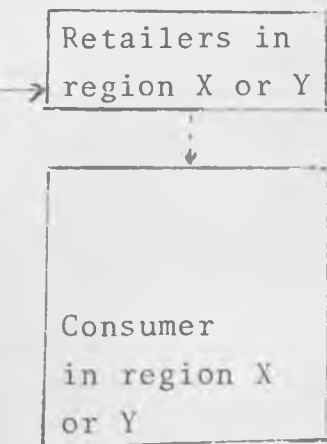 Retailers in
region X or Y
Consumer
in region X
or Y